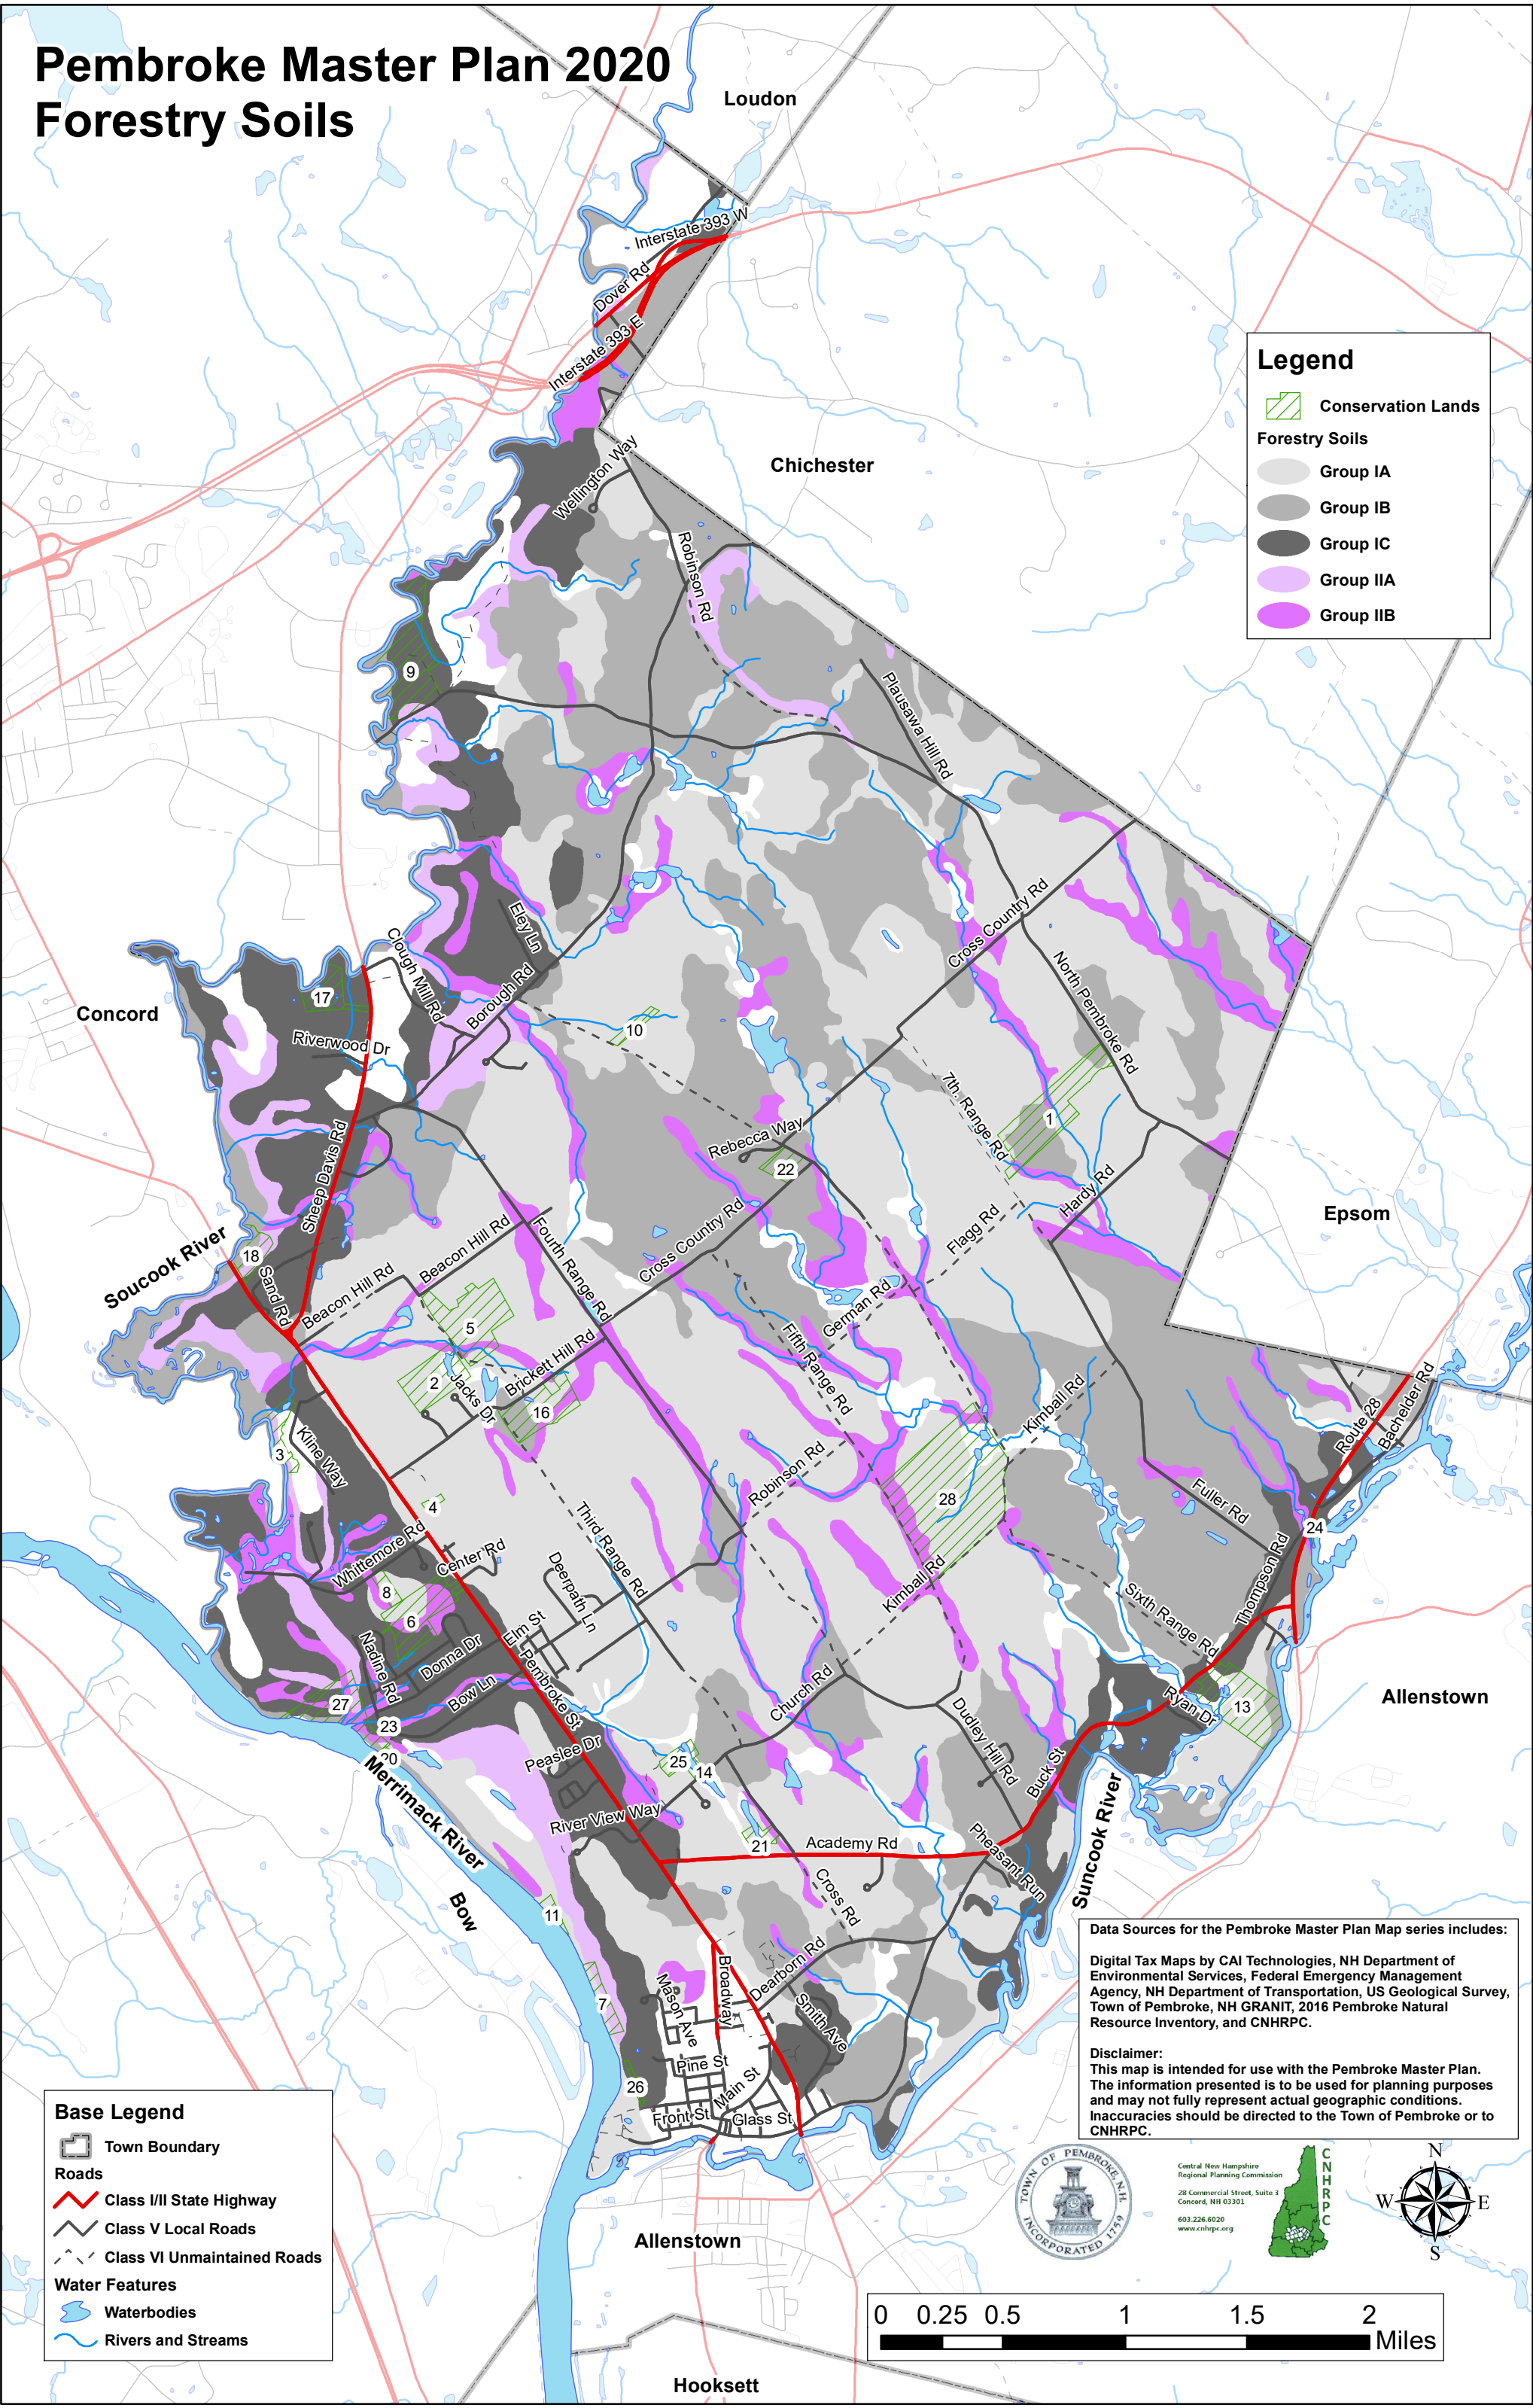 Pembroke Master Plan 2020
Forestry Soils
Loudon
Interstate 393 W
Dover Rd
Interstate 393 E
Chichester
Legend
Conservation Lands
Forestry Soils
Group IA
Group IB
Group IC
Group IIA
Group IIB
Wellington Way
Robinson Rd
9
Plausawa Hill Rd
Eley Ln
Cross Country Rd
Clough Mill Rd
Borough Rd
North Pembroke Rd
17
Concord
10
Riverwood Dr
7th. Range Rd
1
Sheep Davis Rd
Rebecca Way
22
Hardy Rd
Epsom
Soucook River
18
Sand Rd
Beacon Hill Rd
Beacon Hill Rd
Fourth Range Rd
Cross Country Rd
Flagg Rd
German Rd
5
Fifth Range Rd
2
Jacks Dr
Brickett Hill Rd
16
Kimball Rd
Route 28
Bachelder Rd
3
Kline Way
4
Robinson Rd
28
Fuller Rd
24
Whittemore Rd
Center Rd
Third Range Rd
Deerpath Ln
Kimball Rd
Thompson Rd
8
6
Elm St
Sixth Range Rd
Nadine Rd
Donna Dr
Pembroke St
Bow Ln
Church Rd
Dudley Hill Rd
Ryan Dr
13
Allenstown
27
23
20
Peaslee Dr
25
14
Buck St
Merrimack River
River View Way
21
Academy Rd
Pheasant Run
Suncook River
Bow
11
Cross Rd
Dearborn Rd
Broadway
7
Mason Ave
Smith Ave
Pine St
Main St
26
Front St
Glass St
Data Sources for the Pembroke Master Plan Map series includes:
Digital Tax Maps by CAI Technologies, NH Department of
Environmental Services, Federal Emergency Management
Agency, NH Department of Transportation, US Geological Survey,
Town of Pembroke, NH GRANIT, 2016 Pembroke Natural
Resource Inventory, and CNHRPC.
Disclaimer:
This map is intended for use with the Pembroke Master Plan.
The information presented is to be used for planning purposes
and may not fully represent actual geographic conditions.
Inaccuracies should be directed to the Town of Pembroke or to
CNHRPC.
Base Legend
Town Boundary
Roads
Class I/II State Highway
Class V Local Roads
Class VI Unmaintained Roads
Water Features
Waterbodies
Rivers and Streams
TOWN OF PEMBROKE, N.H.
INCORPORATED 1759
Central New Hampshire
Regional Planning Commission
28 Commercial Street, Suite 3
Concord, NH 03301
603.226.6020
www.cnhrpc.org
CNHRPC
N
W E
S
Allenstown
0 0.25 0.5 1 1.5 2
Miles
Hooksett